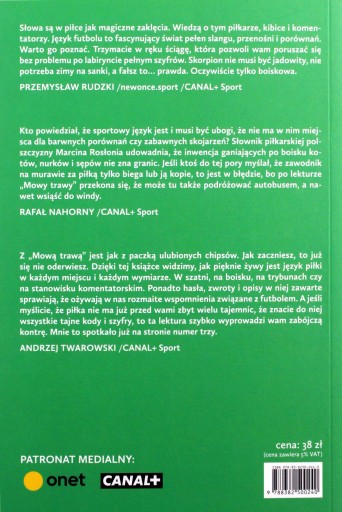 Słowa są w piłce jak magiczne zaklęcia. Wiedzą o tym piłkarze, kibice i komen-
tatorzy. Język futbolu to fascynujący świat pełen slangu, przenośni i porównań.
Warto go poznać. Trzymacie w ręku ściągę, która pozwoli wam poruszać się
bez problemu po labiryncie pełnym szyfrów. Skorpion nie musi być jadowity, nie
potrzeba zimy na sanki, a fałsz to... prawda. Oczywiście tylko boiskowa.
PRZEMYSŁAW RUDZKI /newonce.sport /CANAL+ Sport
Kto powiedział, że sportowy język jest i musi być ubogi, że nie ma w nim miej-
sca dla barwnych porównań czy zabawnych skojarzeń? Słownik piłkarskiej pol-
szczyzny Marcina Rosłonia udowadnia, że inwencja ganiających po boisku ko-
tów, nurków i sępów nie zna granic. Jeśli ktoś do tej pory myślał, że zawodnik
na murawie za piłką tylko biega lub ją kopie, to jest w błędzie, bo po lekturze
„Mowy trawy” przekona się, że może tu także podróżować autobusem, a na-
wet wsiąść do windy.
RAFAŁ NAHORNY /CANAL+ Sport
Z „Mową trawą” jest jak z paczką ulubionych chipsów. Jak zaczniesz, to już
się nie oderwiesz. Dzięki tej książce widzimy, jak pięknie żywy jest język piłki
w każdym miejscu i każdym wymiarze. W szatni, na boisku, na trybunach czy
na stanowisku komentatorskim. Ponadto hasła, zwroty i opisy w niej zawarte
sprawiają, że ożywają w nas rozmaite wspomnienia związane z futbolem. A jeśli
myślicie, że piłka nie ma już przed wami zbyt wielu tajemnic, że znacie do niej
wszystkie tajne kody i szyfry, to ta lektura szybko wyprowadzi wam zabójczą
kontrę. Mnie to spotkało już na stronie numer trzy.
ANDRZEJ TWAROWSKI /CANAL+ Sport
cena: 38 zł
(cena zawiera 5% VAT)
PATRONAT MEDIALNY:
onet CANAL+
9 788382 500240